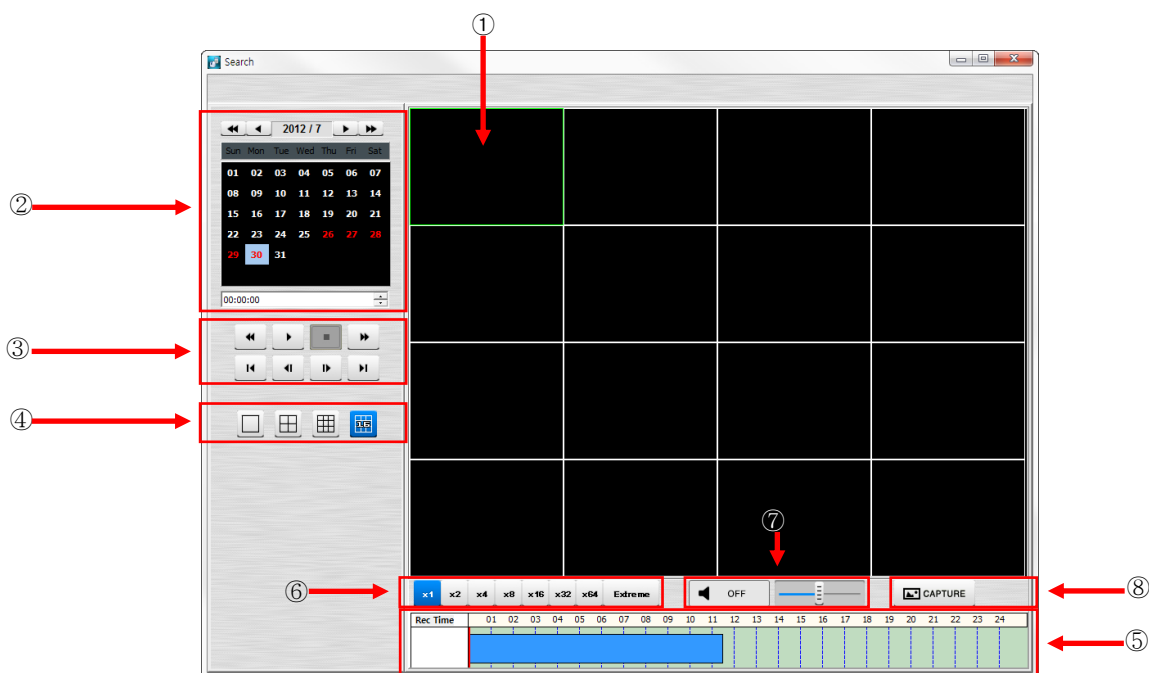 ①
Search
2012 / 7
Sun Mon Tue Wed Thu Fri Sat
01 02 03 04 05 06 07
08 09 10 11 12 13 14
15 16 17 18 19 20 21
22 23 24 25 26 27 28
29 30 31
00:00:00
②
③
④
16
⑦
⑥
x1 x2 x4 x8 x16 x32 x64 Extreme
OFF
CAPTURE
⑧
Rec Time 01 02 03 04 05 06 07 08 09 10 11 12 13 14 15 16 17 18 19 20 21 22 23 24
⑤